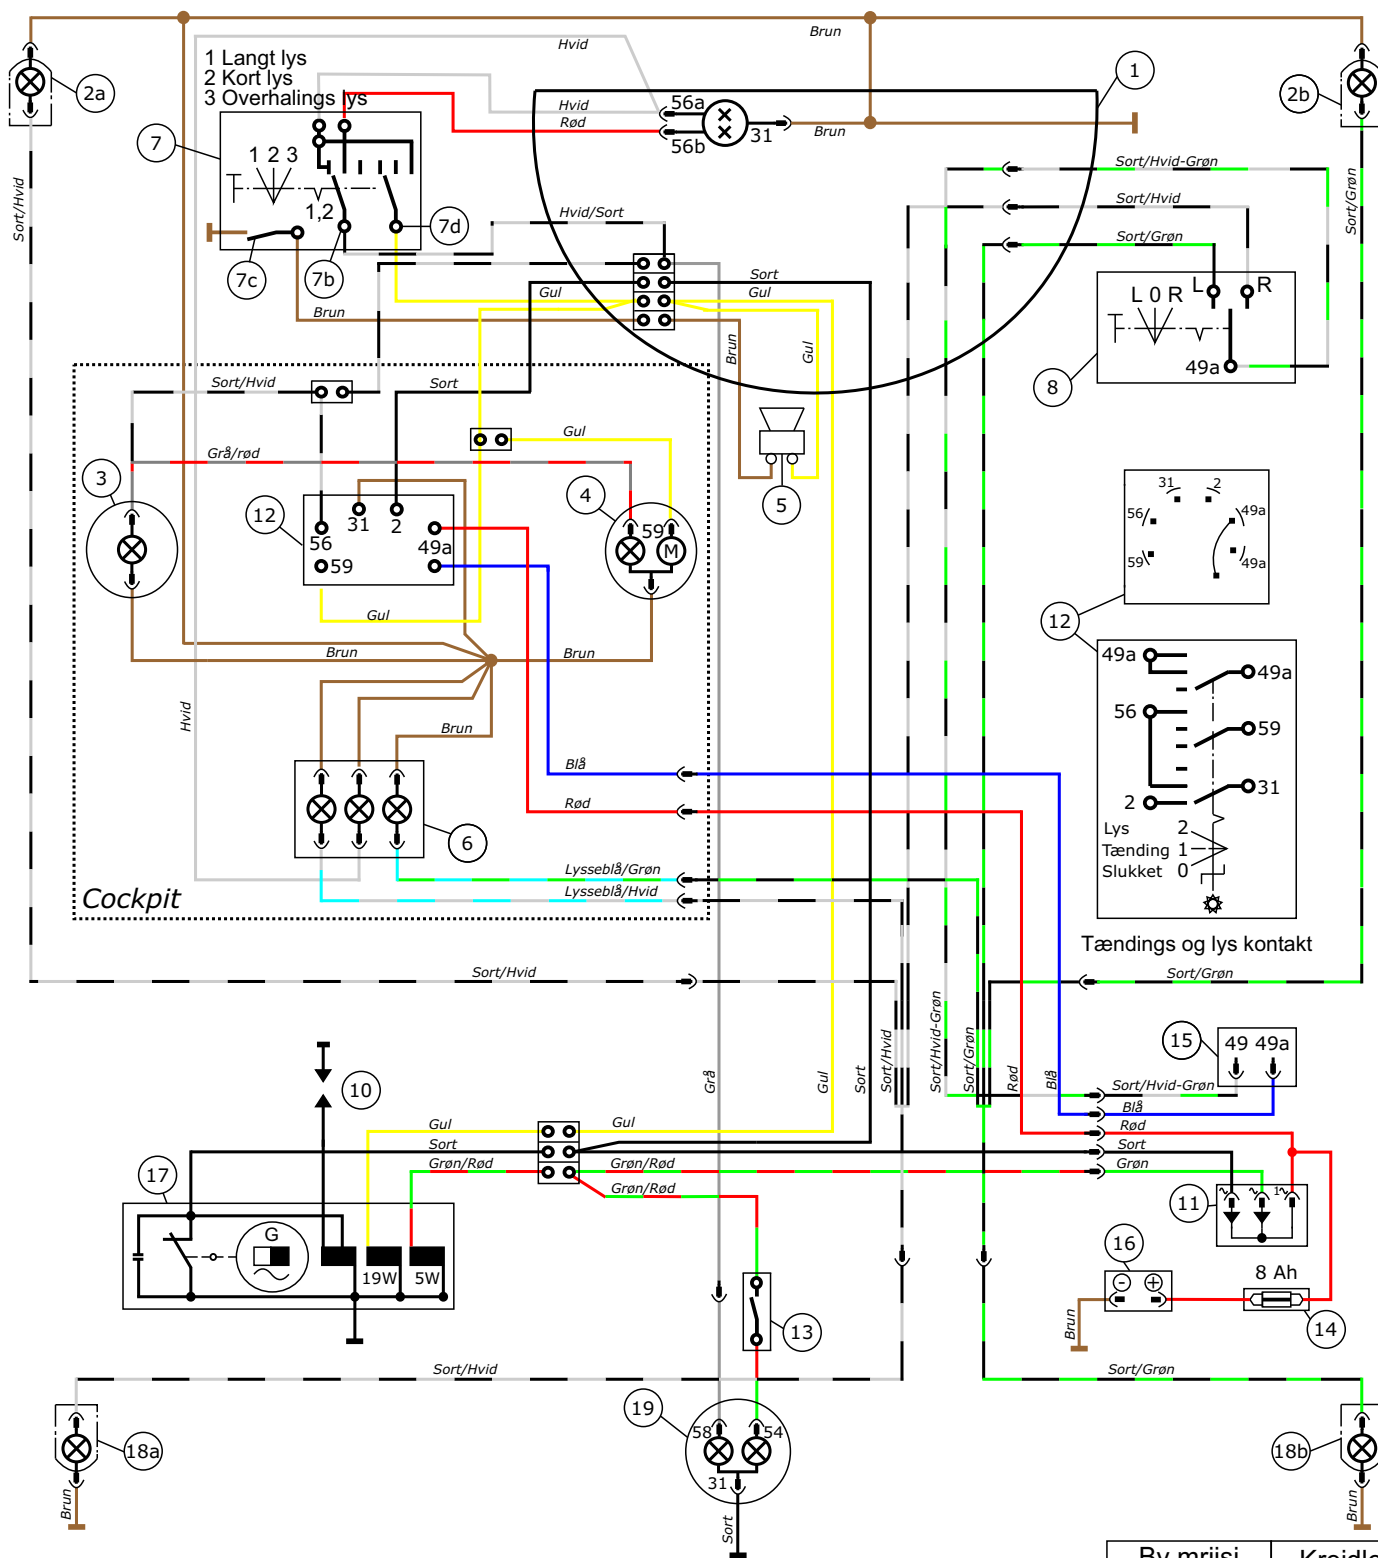 Brun
Hvid
1 Langt lys
2 Kort lys
3 Overhalings lys
2a
1
2b
56a
Hvid
Rød
56b
31
Brun
7
1 2 3
1,2
7d
7c
7b
Hvid/Sort
Sort/Hvid
Sort/Hvid-Grøn
Sort/Hvid
Sort/Grøn
Sort/Grøn
L 0 R
L
R
49a
8
Sort
Gul
Gul
Brun
Brun
Gul
Sort/Hvid
Sort
Gul
Grå/rød
3
12
31
2
56
49a
59
4
59
M
5
Gul
Brun
Brun
Brun
Hvid
6
Blå
Rød
Lysseblå/Grøn
Lysseblå/Hvid
Cockpit
31
2
56
49a
59
49a
12
49a
49a
56
59
2
31
Lys 2
Tænding 1
Slukket 0
Tændings og lys kontakt
Sort/Hvid
Sort/Grøn
Grå
Gul
Sort
Sort/Hvid
Sort/Hvid-Grøn
Sort/Grøn
Rød
Blå
15
49 49a
Sort/Hvid-Grøn
Blå
Rød
Sort
Grøn
10
Gul
Sort
Grøn/Rød
Gul
Grøn/Rød
Grøn/Rød
17
G
19W
5W
11
1
16
8 Ah
14
Brun
13
Sort/Hvid
Sort/Grøn
18a
Brun
19
58
54
31
Sort
18b
Brun